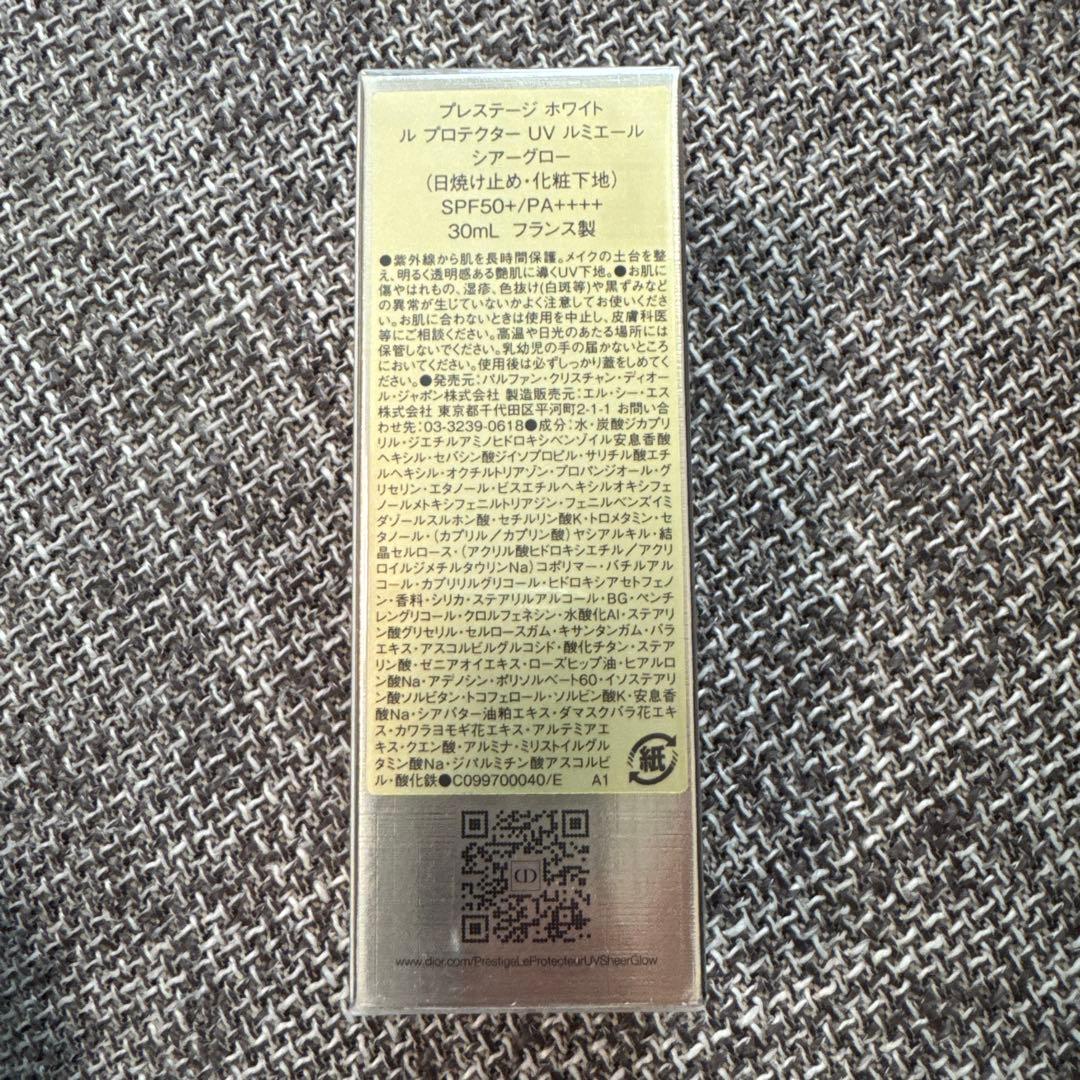 プレステージ ホワイト
ル プロテクター UV ルミエール
シアーグロー
(日焼け止め・化粧下地)
SPF50+/PA++++
30mL フランス製
●紫外線から肌を長時間保護。メイクの土台を整
え、明るく透明感ある艶肌に導くUV下地。●お肌に
傷やはれもの、湿疹、色抜け(白斑等)や黒ずみなど
の異常が生じていないかよく注意してお使いくださ
い。お肌に合わないときは使用を中止し、皮膚科医
等にご相談ください。高温や日光のあたる場所には
保管しないでください。乳幼児の手の届かないところ
においてください。使用後は必ずしっかり蓋をしめてく
ださい。●発売元：パルファン・クリスチャン・ディオー
ル・ジャポン株式会社 製造販売元：エル・シー・エス
株式会社 東京都千代田区平河町2-1-1 お問い合
わせ先：03-3239-0618●成分：水・炭酸ジカプリ
リル・ジエチルアミノヒドロキシベンゾイル安息香酸
ヘキシル・セバシン酸ジイソプロピル・サリチル酸エチ
ルヘキシル・オクチルトリアゾン・プロパンジオール・グ
リセリン・エタノール・ビスエチルヘキシルオキシフェ
ノールメトキシフェニルトリアジン・フェニルベンズイミ
ダゾールスルホン酸・セチルリン酸K・トロメタミン・セ
タノール・(カプリル／カプリン酸)ヤシアルキル・結
晶セルロース・(アクリル酸ヒドロキシエチル／アクリ
ロイルジメチルタウリンNa)コポリマー・バチルアル
コール・カプリリルグリコール・ヒドロキシアセトフェノ
ン・香料・シリカ・ステアリルアルコール・BG・ペンチ
レングリコール・クロルフェネシン・水酸化Al・ステアリ
ン酸グリセリル・セルロースガム・キサンタンガム・バラ
エキス・アスコルビルグルコシド・酸化チタン・ステア
リン酸・ゼニアオイエキス・ローズヒップ油・ヒアルロ
ン酸Na・アデノシン・ポリソルベート60・イソステアリ
ン酸ソルビタン・トコフェロール・ソルビン酸K・安息香
酸Na・シアバター油粕エキス・ダマスクバラ花エキ
ス・カワラヨモギ花エキス・アルテミアエ
キス・クエン酸・アルミナ・ミリストイルグル
タミン酸Na・ジパルミチン酸アスコルビ
ル・酸化鉄●C099700040/E A1
紙
CD
www.dior.com/PrestigeLeProtecteurUVSheerGlow